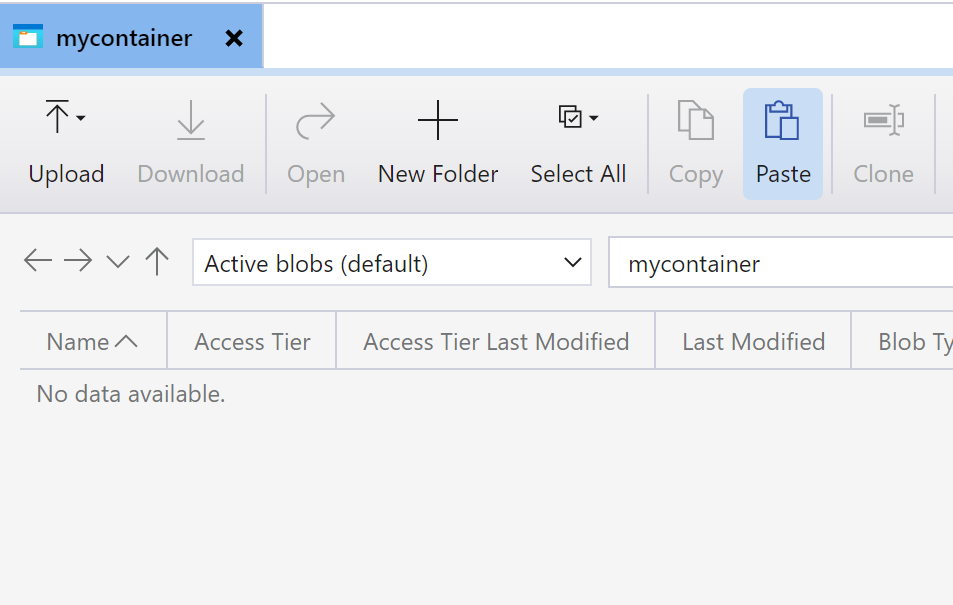 mycontainer
Upload Download Open New Folder Select All Copy Paste Clone
Active blobs (default) mycontainer
Name Access Tier Access Tier Last Modified Last Modified Blob Ty
No data available.